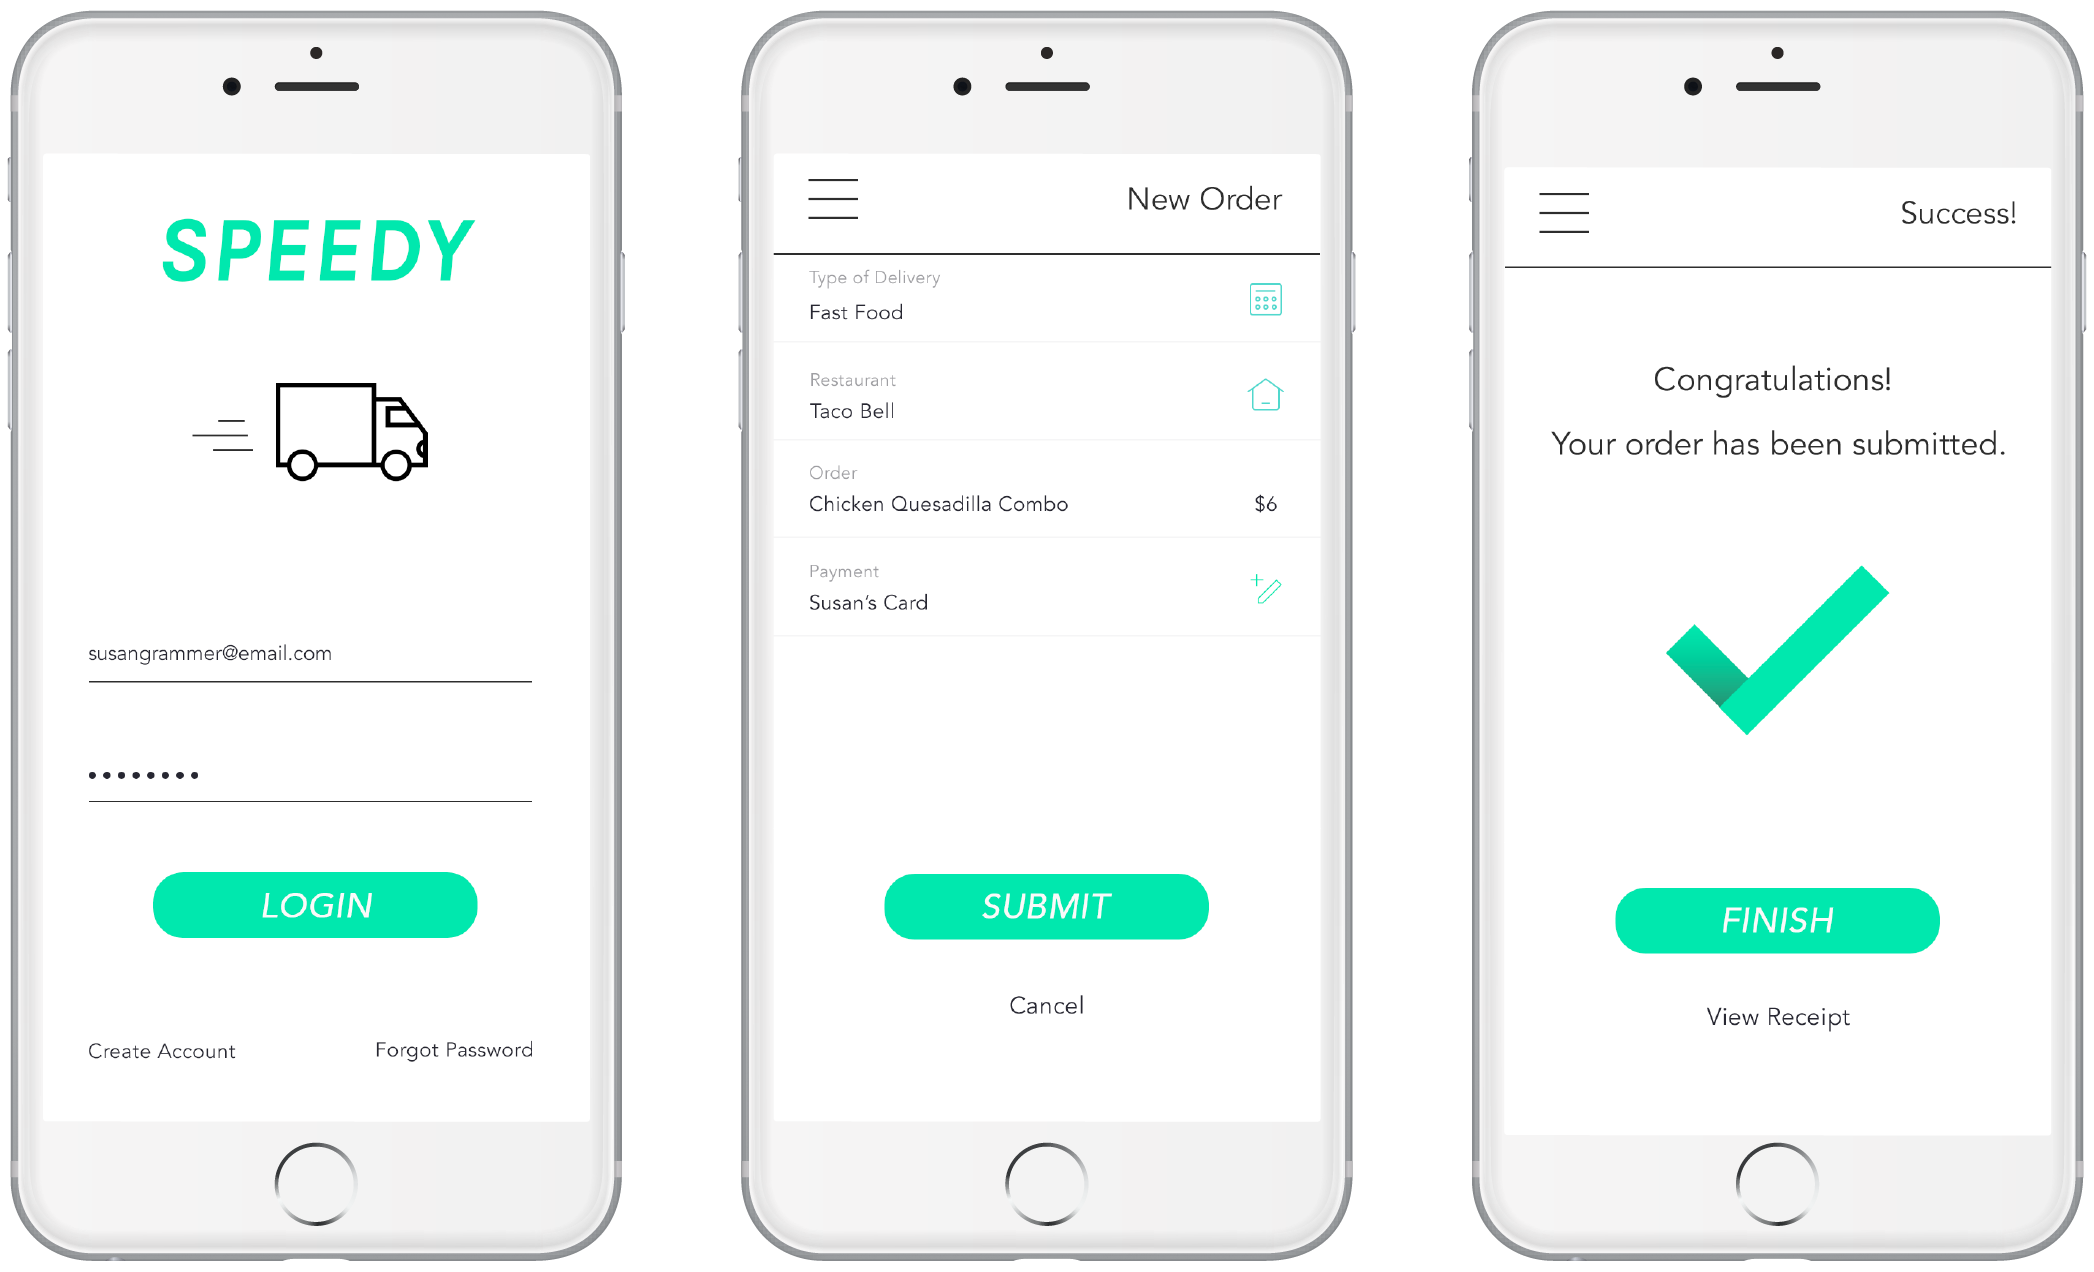 SPEEDY
susangrammer@email.com
LOGIN
Create Account
Forgot Password
New Order
Type of Delivery
Fast Food
Restaurant
Taco Bell
Order
Chicken Quesadilla Combo
$6
Payment
Susan’s Card
SUBMIT
Cancel
Success!
Congratulations!
Your order has been submitted.
FINISH
View Receipt